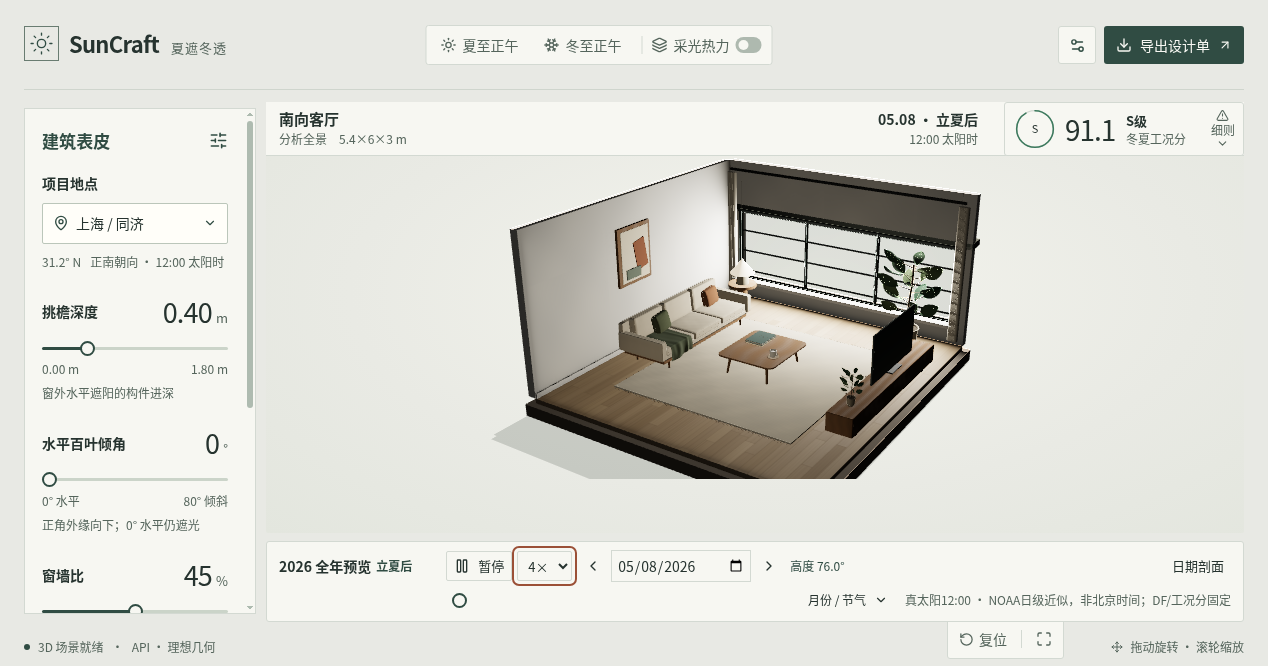 SunCraft 夏遮冬透
夏至正午 冬至正午 采光热力
导出设计单
建筑表皮
项目地点
上海 / 同济
31.2° N 正南朝向 · 12:00 太阳时
挑檐深度 0.40 m
0.00 m 1.80 m
窗外水平遮阳的构件进深
水平百叶倾角 0 °
0° 水平 80° 倾斜
正角外缘向下；0° 水平仍遮光
窗墙比 45 %
南向客厅
分析全景 5.4×6×3 m
05.08 · 立夏后
12:00 太阳时
S 91.1 S级
冬夏工况分
细则
2026 全年预览 立夏后 暂停 4× 05/08/2026 高度 76.0° 日期剖面
月份 / 节气 真太阳12:00 · NOAA日级近似，非北京时间；DF/工况分固定
复位
3D 场景就绪 · API · 理想几何
拖动旋转 · 滚轮缩放